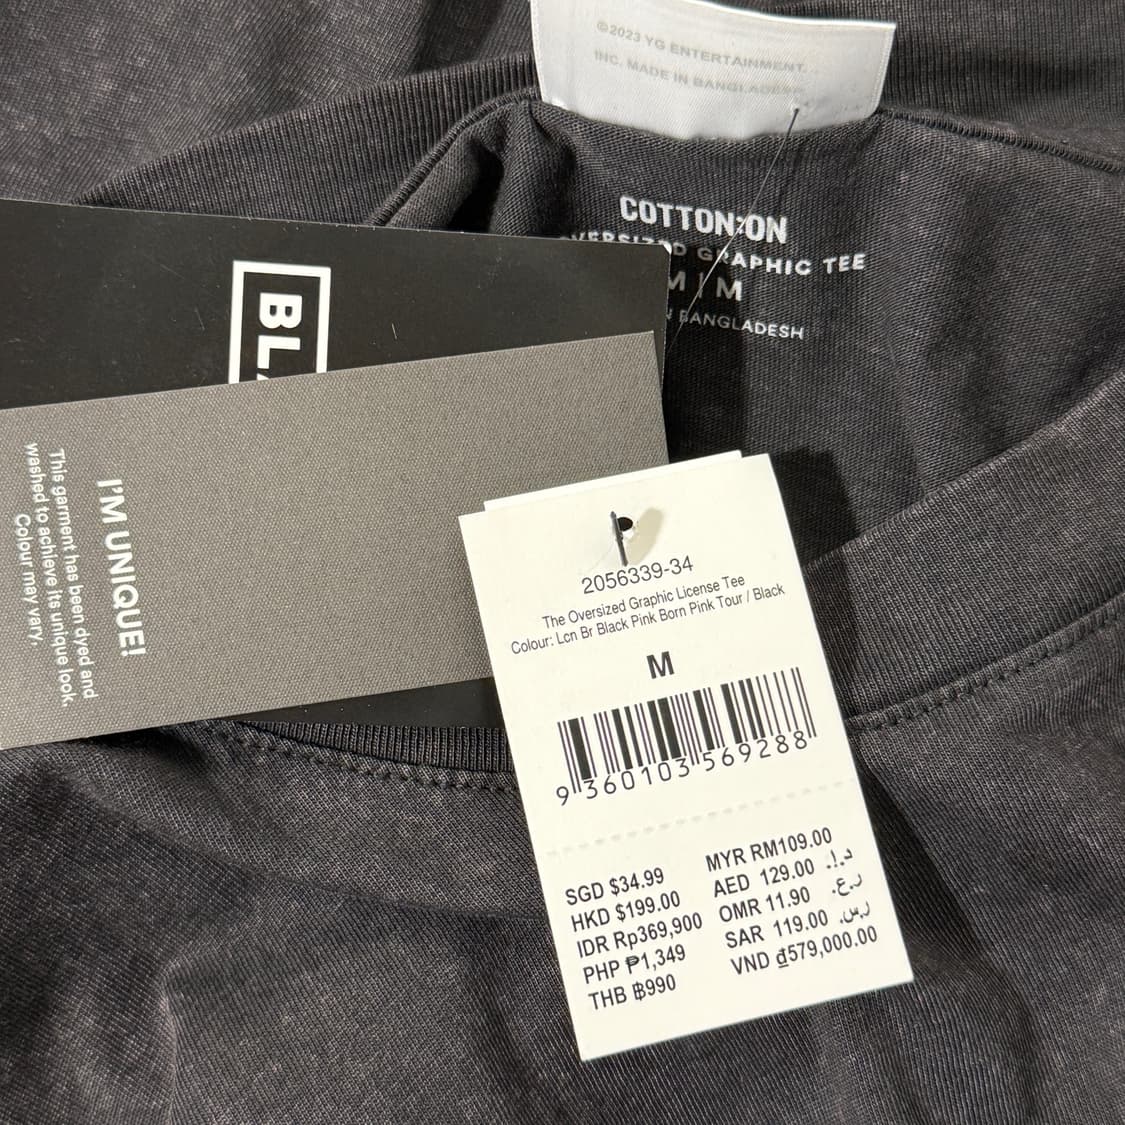 ©2023 YG ENTERTAINMENT.
INC. MADE IN BANGLADESH
COTTON:ON
OVERSIZED GRAPHIC TEE
M | M
BANGLADESH
I'M UNIQUE!
This garment has been dyed and
washed to achieve its unique look.
Colour may vary.
2056339-34
The Oversized Graphic License Tee
Colour: Lcn Br Black Pink Born Pink Tour / Black
M
9 360103 569288
SGD $34.99
HKD $199.00
IDR Rp369,900
PHP ₱1,349
THB ฿990
MYR RM109.00
AED 129.00 د.إ.
OMR 11.90 ر.ع.
SAR 119.00 ر.س.
VND ₫579,000.00